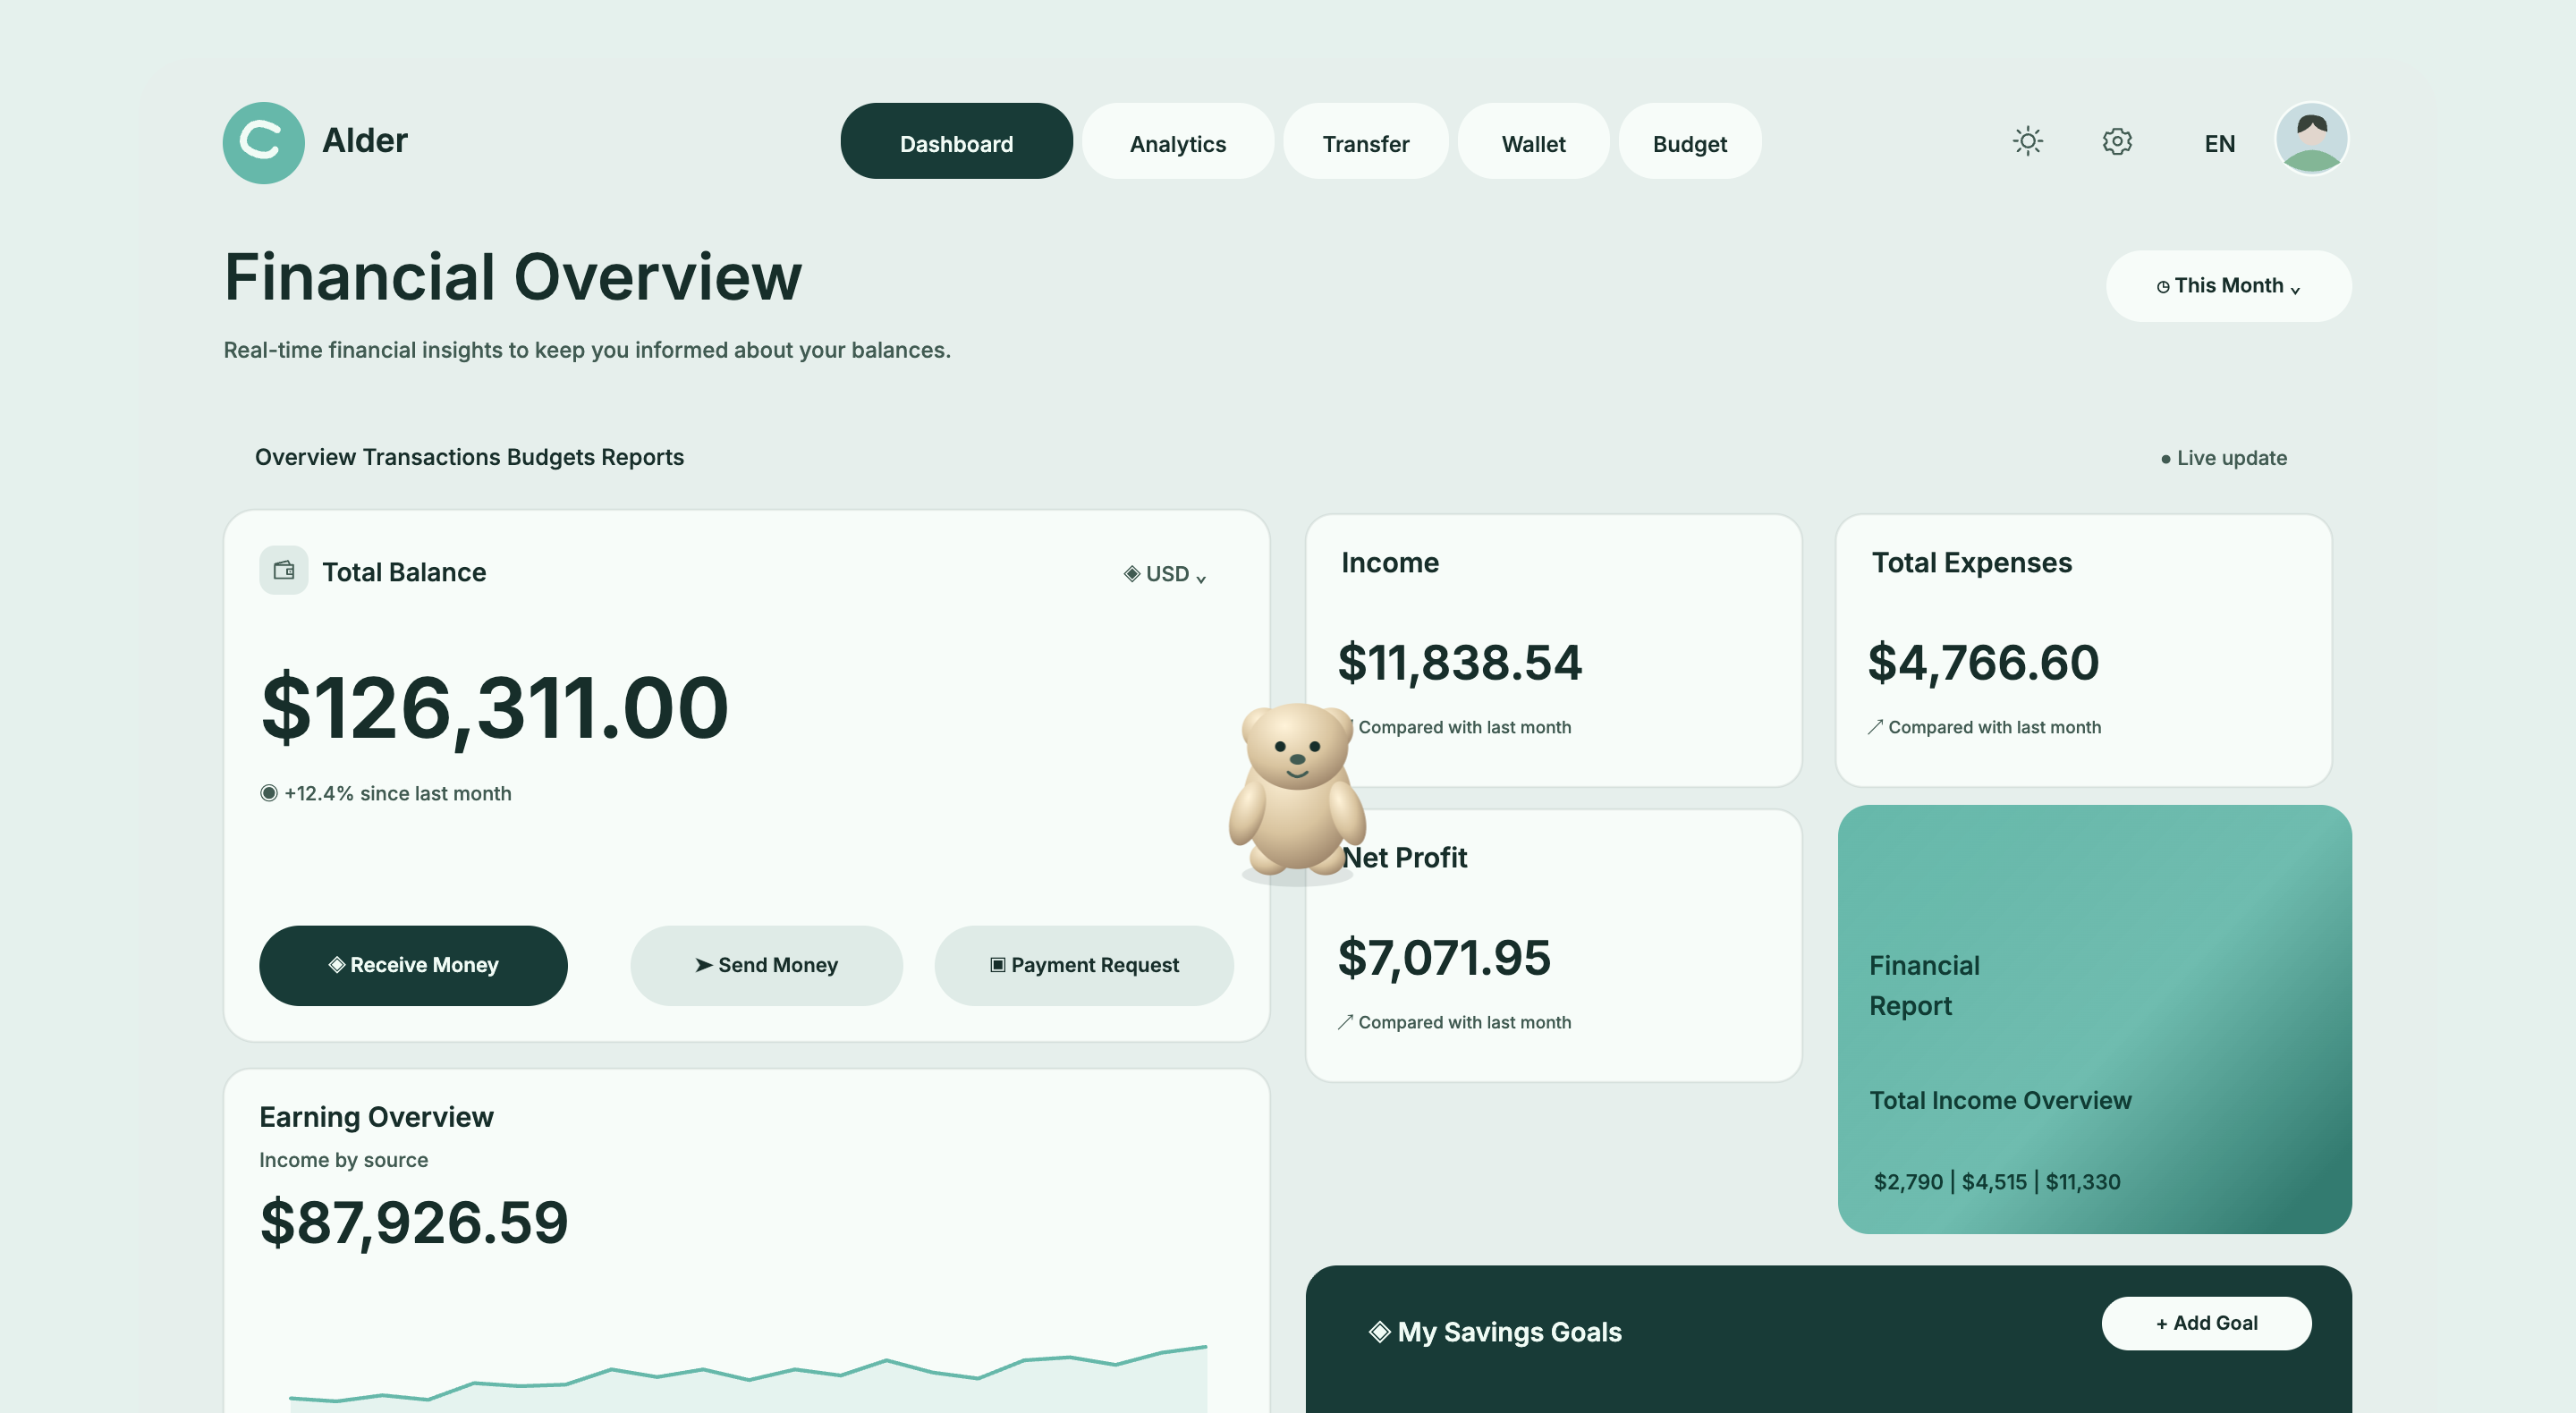 Alder
Dashboard
Analytics
Transfer
Wallet
Budget
EN
Financial Overview
This Month
Real-time financial insights to keep you informed about your balances.
Overview Transactions Budgets Reports
Live update
Total Balance
USD
$126,311.00
+12.4% since last month
Receive Money
Send Money
Payment Request
Income
$11,838.54
Compared with last month
Total Expenses
$4,766.60
Compared with last month
Net Profit
$7,071.95
Compared with last month
Financial
Report
Total Income Overview
$2,790 | $4,515 | $11,330
Earning Overview
Income by source
$87,926.59
My Savings Goals
+ Add Goal